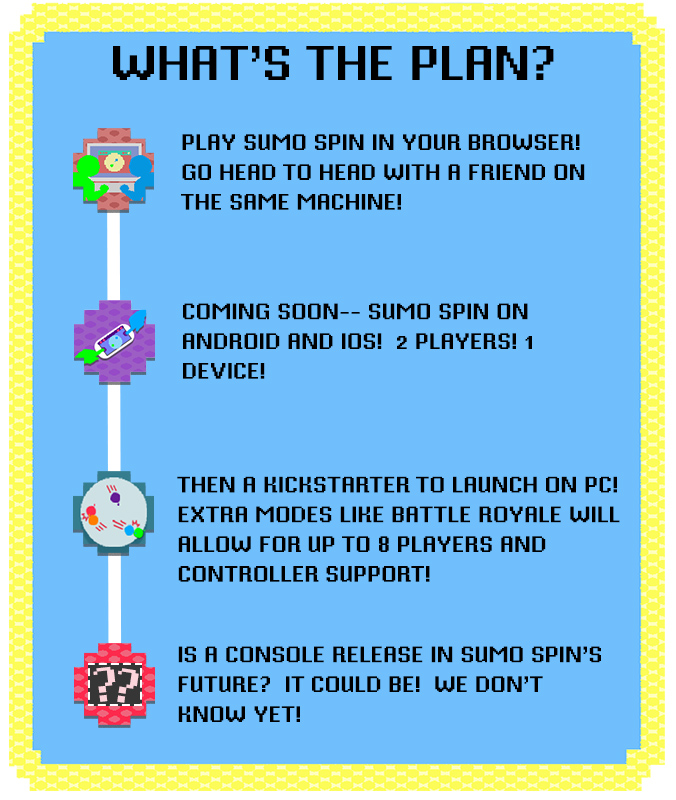 WHAT'S THE PLAN?
PLAY SUMO SPIN IN YOUR BROWSER!
GO HEAD TO HEAD WITH A FRIEND ON
THE SAME MACHINE!
COMING SOON-- SUMO SPIN ON
ANDROID AND IOS! 2 PLAYERS! 1
DEVICE!
THEN A KICKSTARTER TO LAUNCH ON PC!
EXTRA MODES LIKE BATTLE ROYALE WILL
ALLOW FOR UP TO 8 PLAYERS AND
CONTROLLER SUPPORT!
IS A CONSOLE RELEASE IN SUMO SPIN'S
FUTURE? IT COULD BE! WE DON'T
KNOW YET!
??